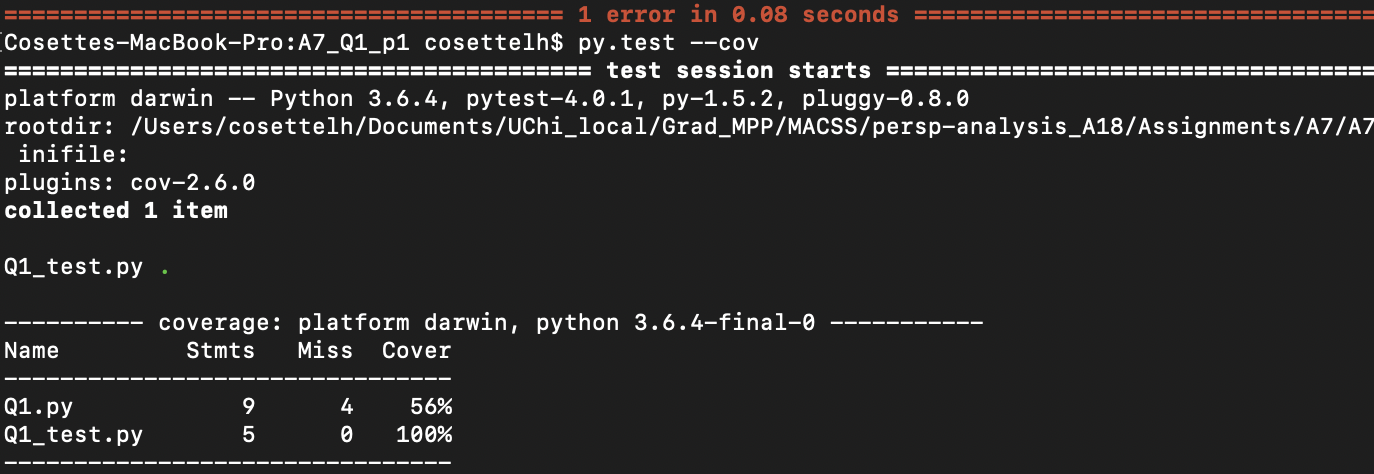 ======================================== 1 error in 0.08 seconds =================================
Cosettes-MacBook-Pro:A7_Q1_p1 cosettelh$ py.test --cov
========================================== test session starts ===================================
platform darwin -- Python 3.6.4, pytest-4.0.1, py-1.5.2, pluggy-0.8.0
rootdir: /Users/cosettelh/Documents/UChi_local/Grad_MPP/MACSS/persp-analysis_A18/Assignments/A7/A7
 inifile:
plugins: cov-2.6.0
collected 1 item

Q1_test.py .

---------- coverage: platform darwin, python 3.6.4-final-0 -----------
Name         Stmts   Miss  Cover
--------------------------------
Q1.py            9      4    56%
Q1_test.py       5      0   100%
--------------------------------